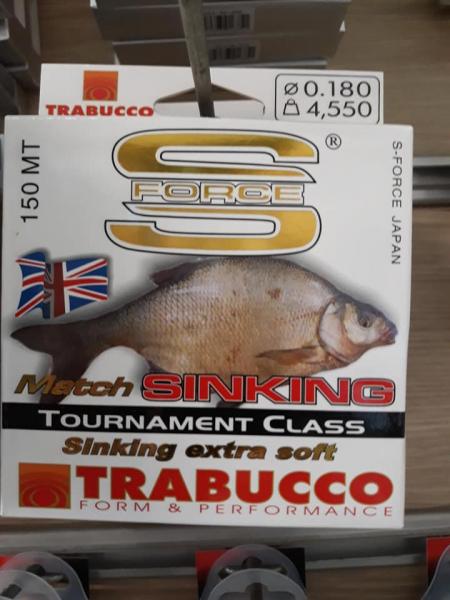 TRABUCCO
Ø 0.180
4,550
150 MT
S
FORCE
®
S-FORCE JAPAN
Match SINKING
TOURNAMENT CLASS
Sinking extra soft
TRABUCCO
FORM & PERFORMANCE